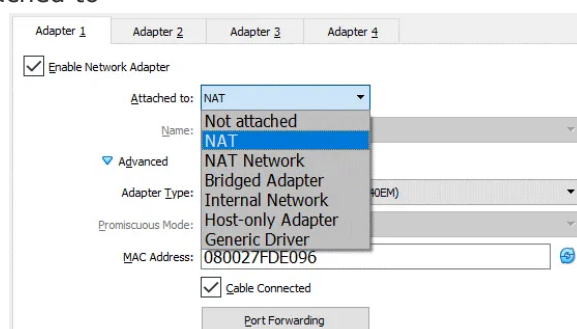 ached to
Adapter 1 Adapter 2 Adapter 3 Adapter 4
Enable Network Adapter
Attached to: NAT
Not attached
Name:
NAT
Advanced
NAT Network
Bridged Adapter
Adapter Type: 40EM)
Internal Network
Promiscuous Mode:
Host-only Adapter
Generic Driver
MAC Address: 080027FDE096
Cable Connected
Port Forwarding